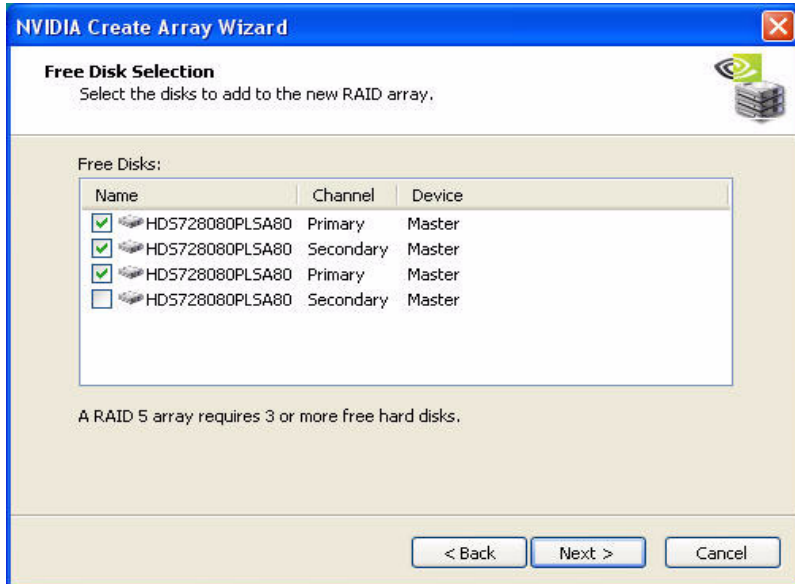 NVIDIA Create Array Wizard
Free Disk Selection
Select the disks to add to the new RAID array.
Free Disks:
Name Channel Device
HDS728080PLSA80 Primary Master
HDS728080PLSA80 Secondary Master
HDS728080PLSA80 Primary Master
HDS728080PLSA80 Secondary Master
A RAID 5 array requires 3 or more free hard disks.
< Back Next > Cancel